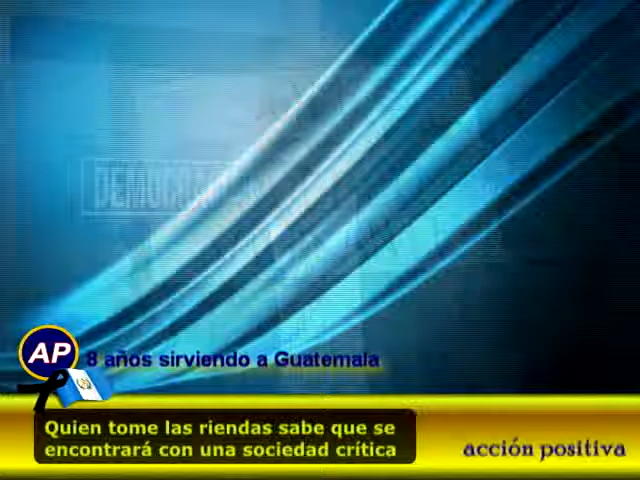 AP
8 años sirviendo a Guatemala
Quien tome las riendas sabe que se
encontrará con una sociedad crítica
acción positiva